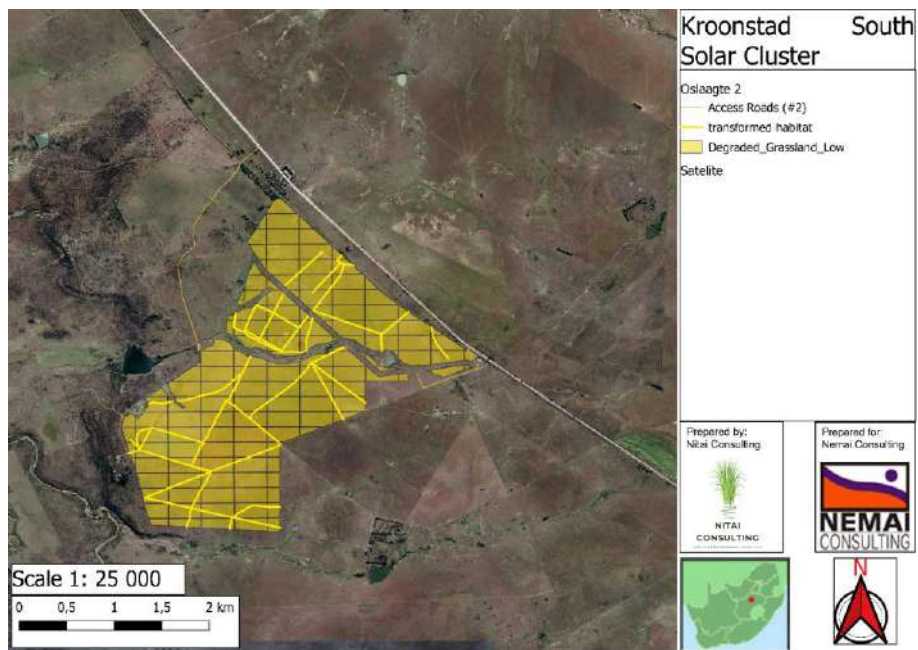 Kroonstad South
Solar Cluster
Oslaagte 2
Access Roads (#2)
transformed habitat
Degraded_Grassland_Low
Satelite
Prepared by:
Nitai Consulting
NITAI
CONSULTING
Prepared for:
Nemai Consulting
NEMAI
CONSULTING
N
Scale 1: 25 000
0 0,5 1 1,5 2 km